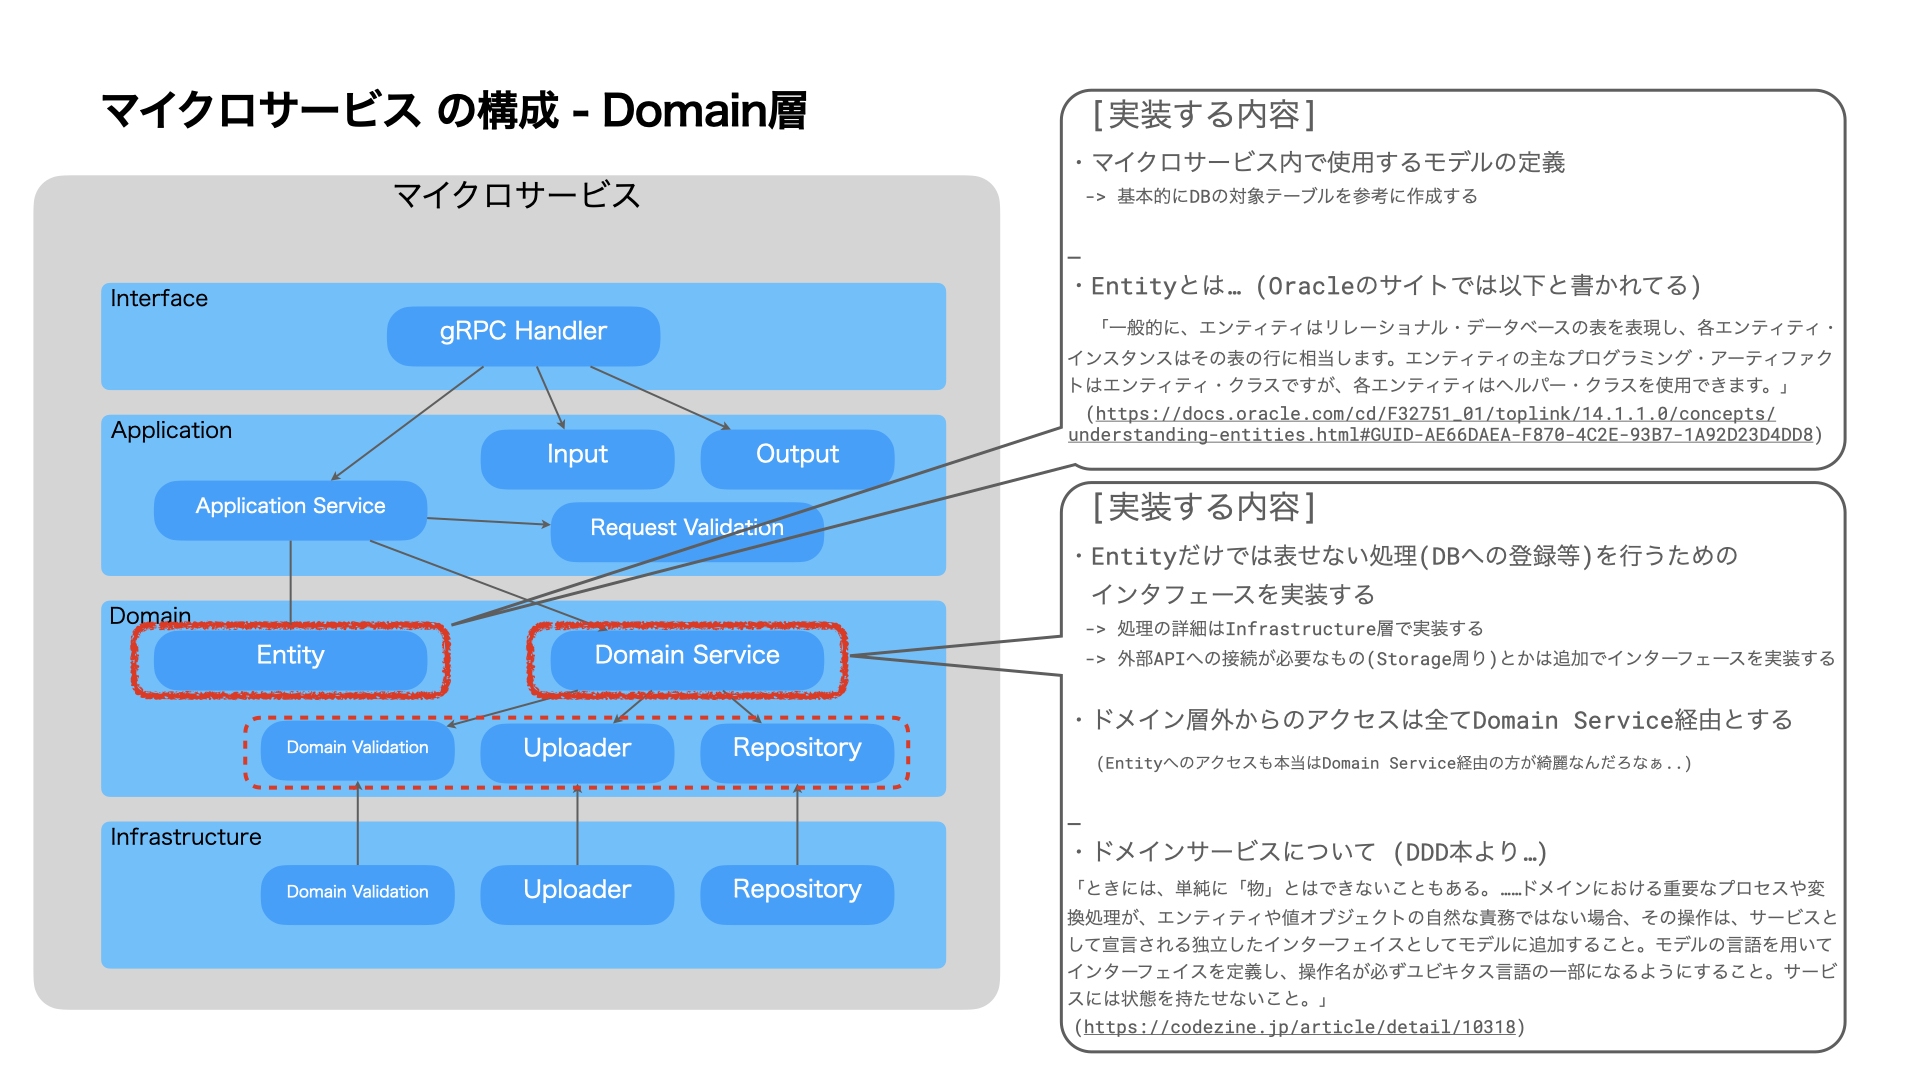 マイクロサービス の構成 - Domain層
マイクロサービス
Interface
gRPC Handler
Application
Input
Output
Application Service
Request Validation
Domain
Entity
Domain Service
Domain Validation
Uploader
Repository
Infrastructure
Domain Validation
Uploader
Repository
[実装する内容]
・マイクロサービス内で使用するモデルの定義
-> 基本的にDBの対象テーブルを参考に作成する
—
・Entityとは… (Oracleのサイトでは以下と書かれてる)
「一般的に、エンティティはリレーショナル・データベースの表を表現し、各エンティティ・
インスタンスはその表の行に相当します。エンティティの主なプログラミング・アーティファク
トはエンティティ・クラスですが、各エンティティはヘルパー・クラスを使用できます。」
(https://docs.oracle.com/cd/F32751_01/toplink/14.1.1.0/concepts/
understanding-entities.html#GUID-AE66DAEA-F870-4C2E-93B7-1A92D23D4DD8)
[実装する内容]
・Entityだけでは表せない処理(DBへの登録等)を行うための
インタフェースを実装する
-> 処理の詳細はInfrastructure層で実装する
-> 外部APIへの接続が必要なもの(Storage周り)とかは追加でインターフェースを実装する
・ドメイン層外からのアクセスは全てDomain Service経由とする
(Entityへのアクセスも本当はDomain Service経由の方が綺麗なんだろなぁ..)
—
・ドメインサービスについて (DDD本より…)
「ときには、単純に「物」とはできないこともある。……ドメインにおける重要なプロセスや変
換処理が、エンティティや値オブジェクトの自然な責務ではない場合、その操作は、サービスと
して宣言される独立したインターフェイスとしてモデルに追加すること。モデルの言語を用いて
インターフェイスを定義し、操作名が必ずユビキタス言語の一部になるようにすること。サービ
スには状態を持たせないこと。」
(https://codezine.jp/article/detail/10318)